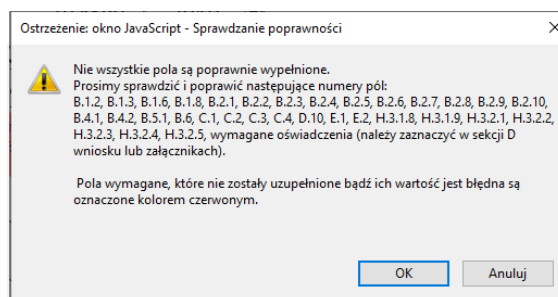 Ostrzeżenie: okno JavaScript - Sprawdzanie poprawności
Nie wszystkie pola są poprawnie wypełnione.
Prosimy sprawdzić i poprawić następujące numery pól:
B.1.2, B.1.3, B.1.6, B.1.8, B.2.1, B.2.2, B.2.3, B.2.4, B.2.5, B.2.6, B.2.7, B.2.8, B.2.9, B.2.10,
B.4.1, B.4.2, B.5.1, B.6, C.1, C.2, C.3, C.4, D.10, E.1, E.2, H.3.1.8, H.3.1.9, H.3.2.1, H.3.2.2,
H.3.2.3, H.3.2.4, H.3.2.5, wymagane oświadczenia (należy zaznaczyć w sekcji D
wniosku lub załącznikach).
Pola wymagane, które nie zostały uzupełnione bądź ich wartość jest błędna są
oznaczone kolorem czerwonym.
OK
Anuluj